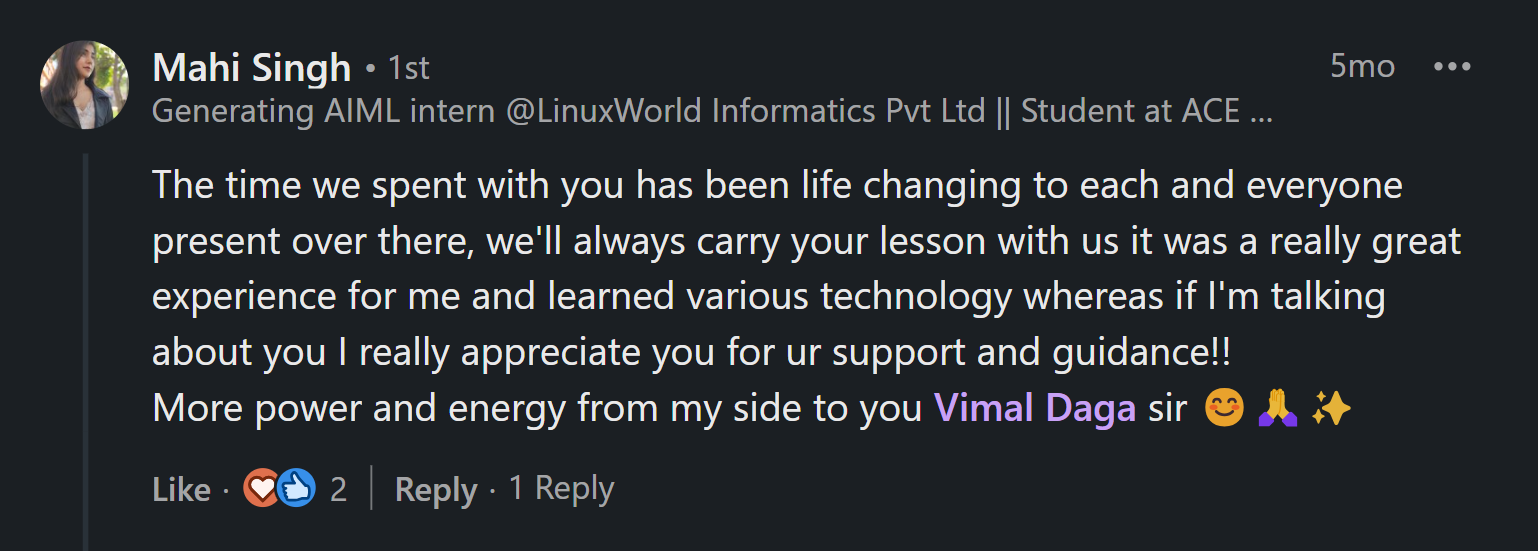 Mahi Singh • 1st
5mo •••
Generating AIML intern @LinuxWorld Informatics Pvt Ltd || Student at ACE ...
The time we spent with you has been life changing to each and everyone
present over there, we'll always carry your lesson with us it was a really great
experience for me and learned various technology whereas if I'm talking
about you I really appreciate you for ur support and guidance!!
More power and energy from my side to you Vimal Daga sir 😊 🙏 ✨
Like · 2 | Reply · 1 Reply